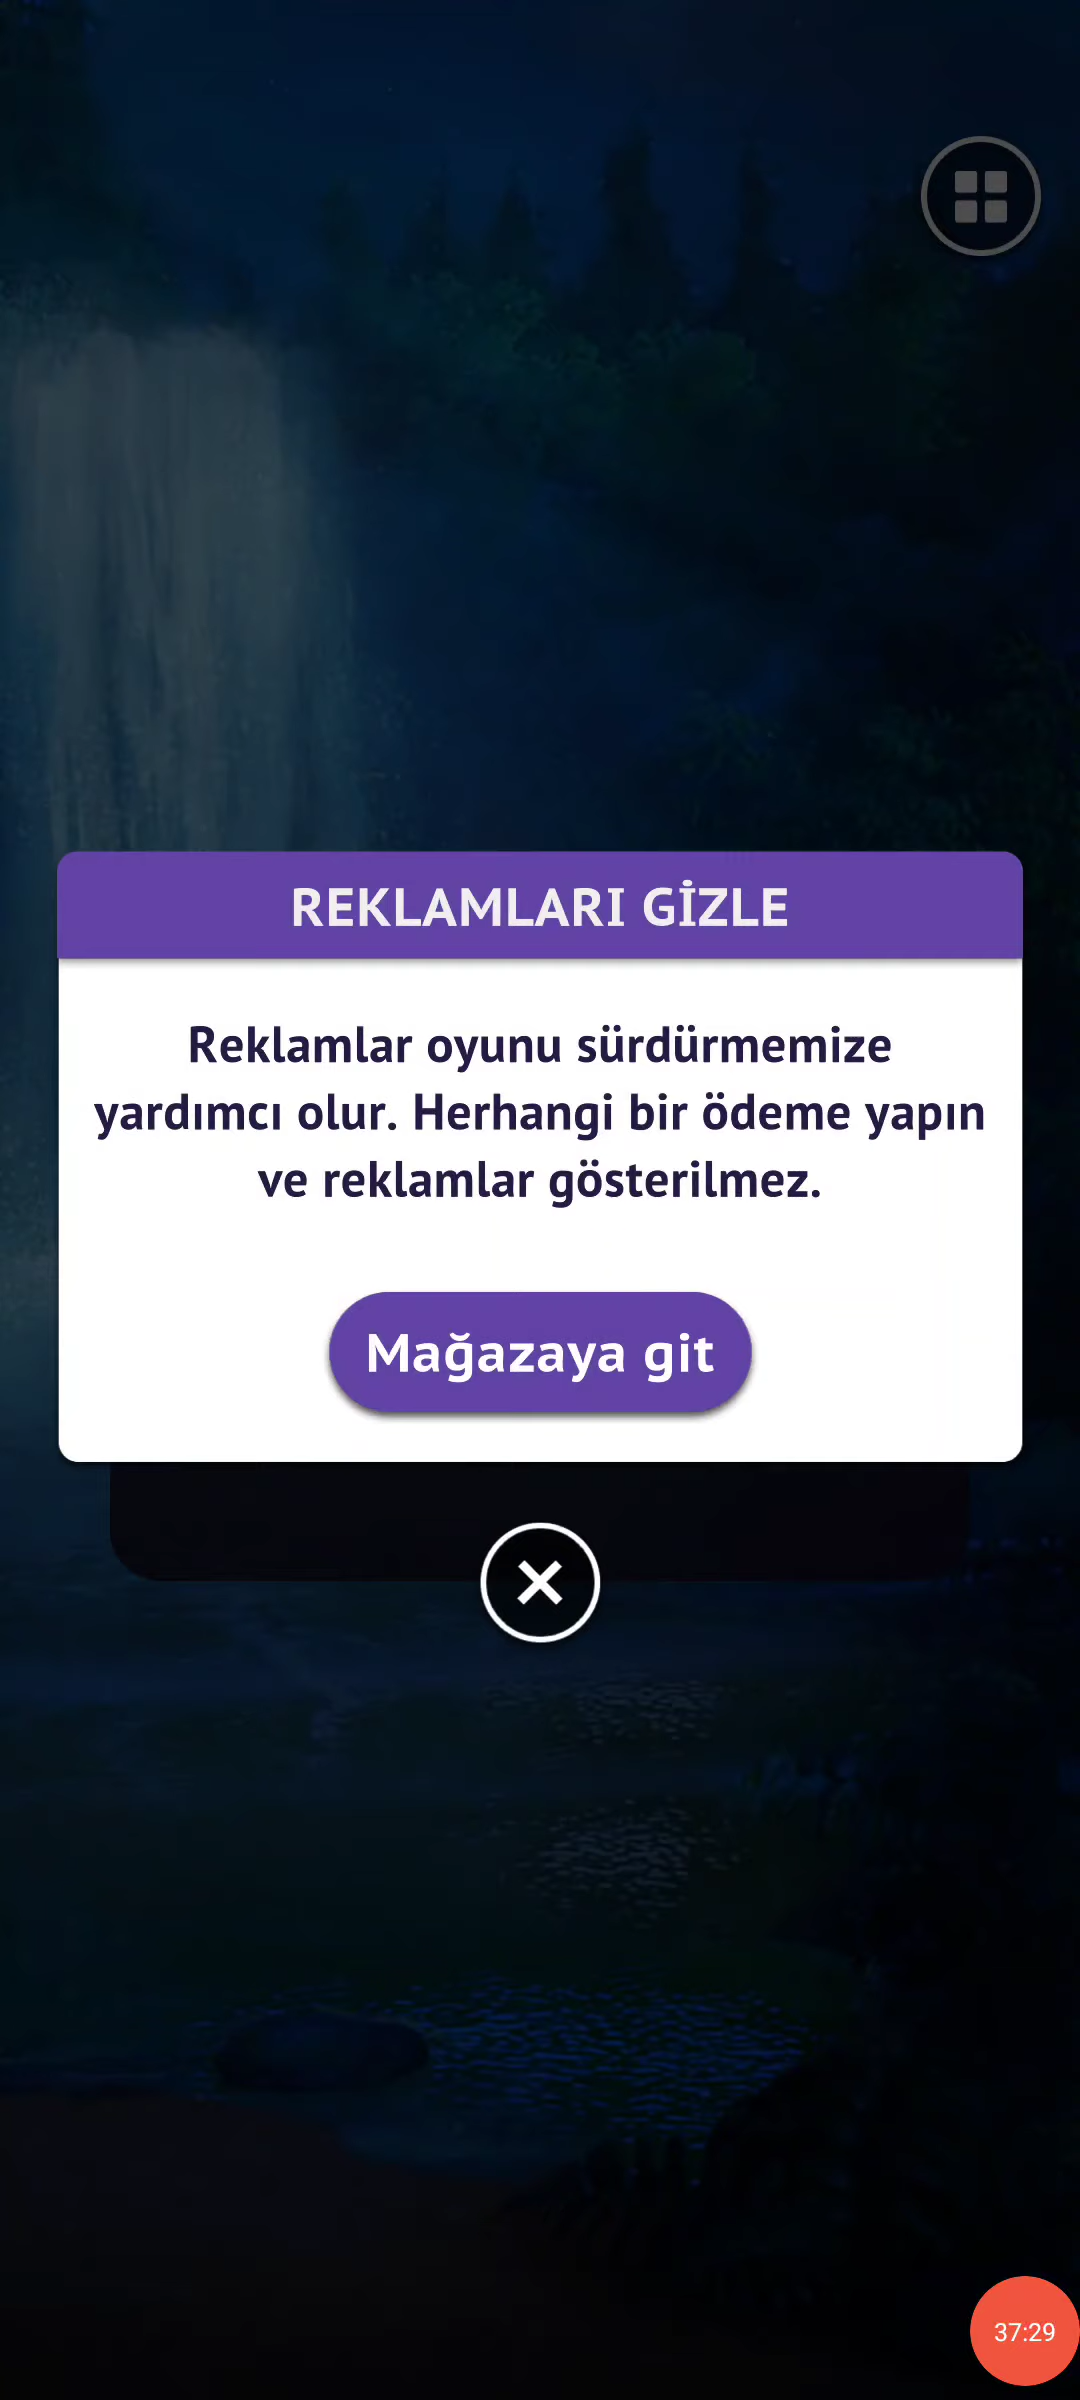 REKLAMLARI GİZLE
Reklamlar oyunu sürdürmemize
yardımcı olur. Herhangi bir ödeme yapın
ve reklamlar gösterilmez.
Mağazaya git
37:29